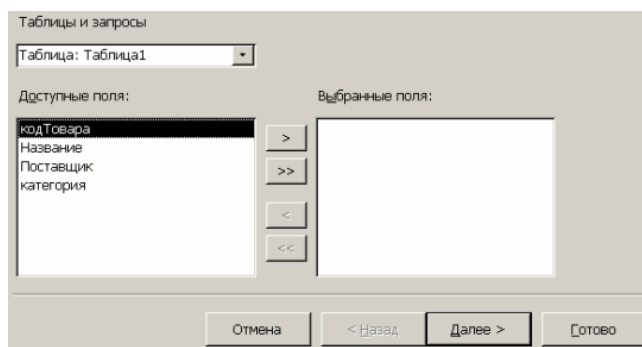 Таблицы и запросы
Таблица: Таблица1
Доступные поля: Выбранные поля:
кодТовара
Название
Поставщик
категория
>
>>
<
<<
Отмена < Назад Далее > Готово